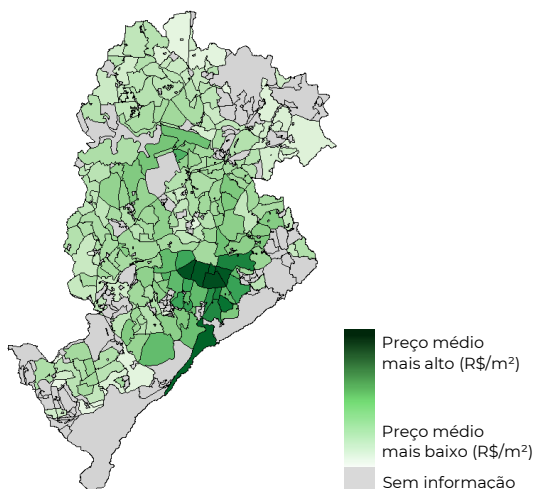 Preço médio
mais alto (R$/m²)
Preço médio
mais baixo (R$/m²)
Sem informação